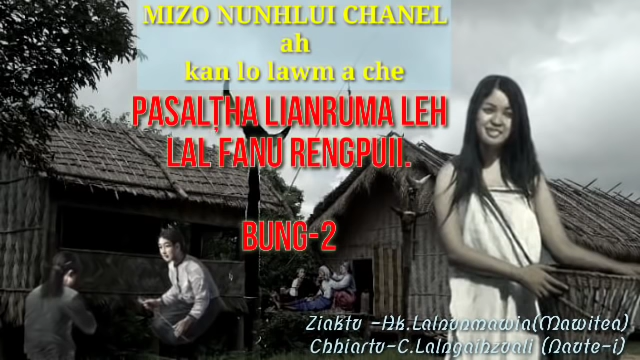 MIZO NUNHLUI CHANEL
ah
kan lo lawm a che
PASALṬHA LIANRUMA LEH
LAL FANU RENGPUII.
BUNG-2
Ziaktu -Hk.Lalnunmawia(Mawitea)
Chhiartu-C.Lalngaihzuali (Naute-i)